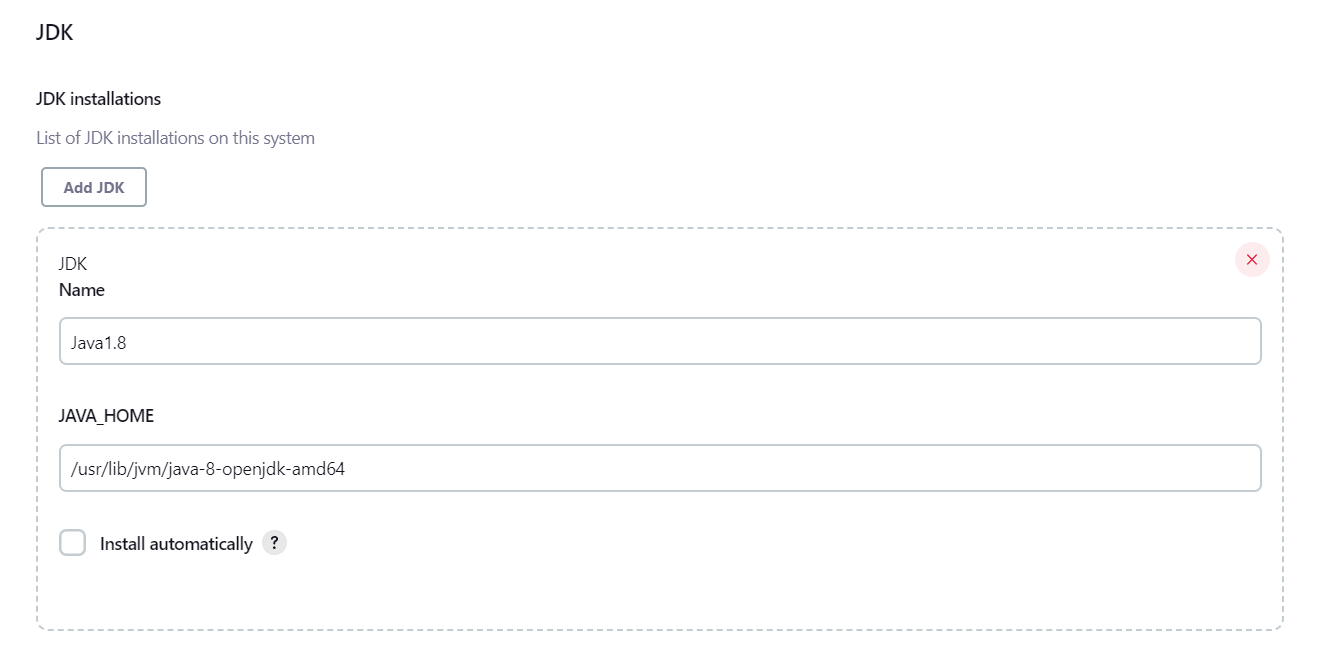 JDK
JDK installations
List of JDK installations on this system
Add JDK
JDK
Name
Java1.8
JAVA_HOME
/usr/lib/jvm/java-8-openjdk-amd64
Install automatically ?